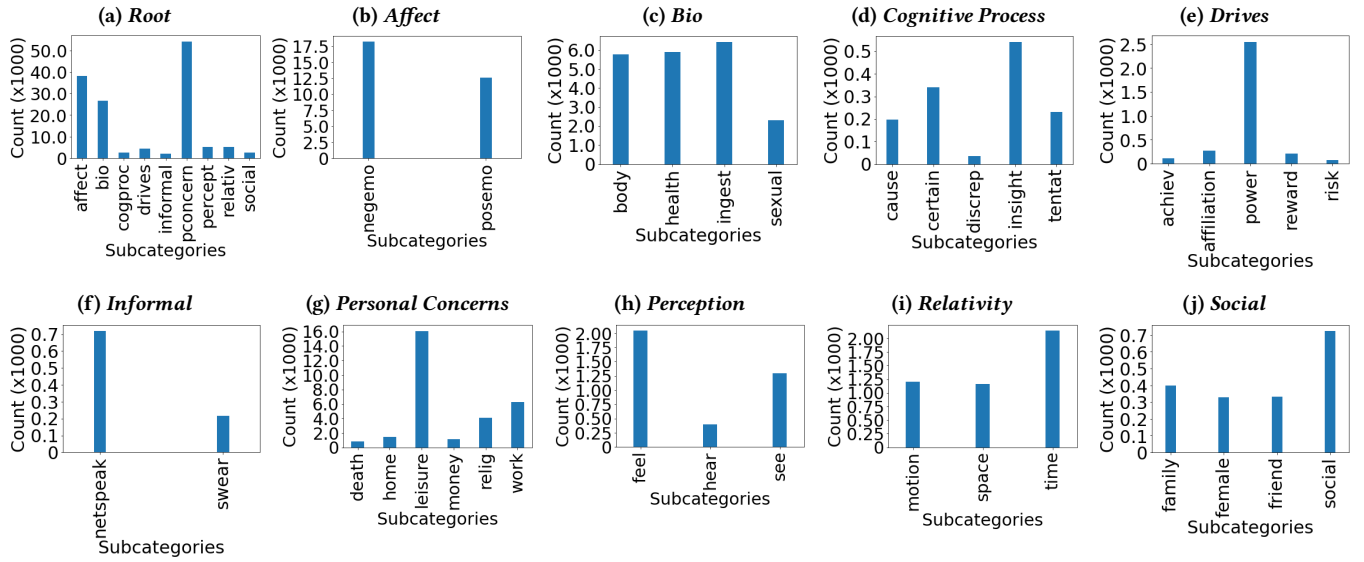 (a) Root
Count (x1000)
50.0
40.0
30.0
20.0
10.0
0
affect
bio
cogproc
drives
informal
pconcern
percept
relativ
social
Subcategories
(b) Affect
Count (x1000)
17.5
15.0
12.5
10.0
7.5
5.0
2.5
0
negemo
posemo
Subcategories
(c) Bio
Count (x1000)
6.0
5.0
4.0
3.0
2.0
1.0
0
body
health
ingest
sexual
Subcategories
(d) Cognitive Process
Count (x1000)
0.5
0.4
0.3
0.2
0.1
0
cause
certain
discrep
insight
tentat
Subcategories
(e) Drives
Count (x1000)
2.5
2.0
1.5
1.0
0.5
0
achiev
affiliation
power
reward
risk
Subcategories
(f) Informal
Count (x1000)
0.7
0.6
0.5
0.4
0.3
0.2
0.1
0
netspeak
swear
Subcategories
(g) Personal Concerns
Count (x1000)
16.0
14.0
12.0
10.0
8.0
6.0
4.0
2.0
0
death
home
leisure
money
relig
work
Subcategories
(h) Perception
Count (x1000)
2.00
1.75
1.50
1.25
1.00
0.75
0.50
0.25
0
feel
hear
see
Subcategories
(i) Relativity
Count (x1000)
2.00
1.75
1.50
1.25
1.00
0.75
0.50
0.25
0
motion
space
time
Subcategories
(j) Social
Count (x1000)
0.7
0.6
0.5
0.4
0.3
0.2
0.1
0
family
female
friend
social
Subcategories